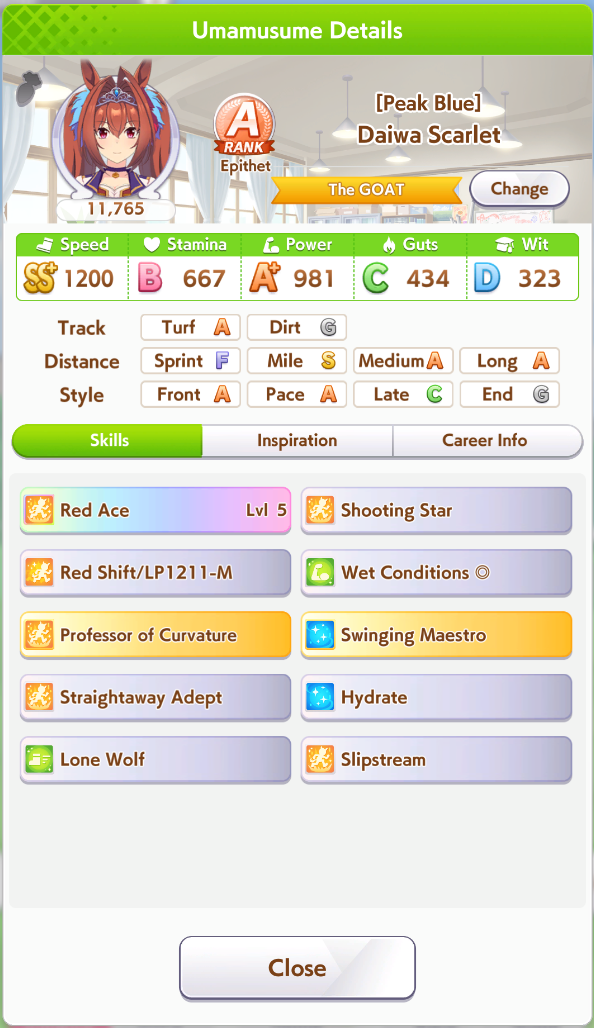 Umamusume Details
A
RANK
Epithet
[Peak Blue]
Daiwa Scarlet
11,765
The GOAT
Change
Speed Stamina Power Guts Wit
SS+ 1200 B 667 A+ 981 C 434 D 323
Track Turf A Dirt G
Distance Sprint F Mile S Medium A Long A
Style Front A Pace A Late C End G
Skills Inspiration Career Info
Red Ace Lvl 5 Shooting Star
Red Shift/LP1211-M Wet Conditions ◎
Professor of Curvature Swinging Maestro
Straightaway Adept Hydrate
Lone Wolf Slipstream
Close